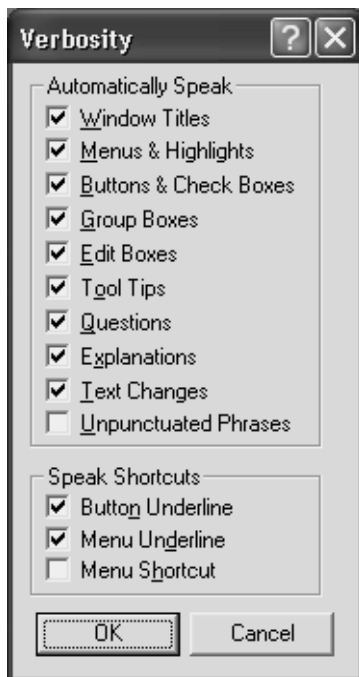 Verbosity
Automatically Speak
Window Titles
Menus & Highlights
Buttons & Check Boxes
Group Boxes
Edit Boxes
Tool Tips
Questions
Explanations
Text Changes
Unpunctuated Phrases
Speak Shortcuts
Button Underline
Menu Underline
Menu Shortcut
OK Cancel